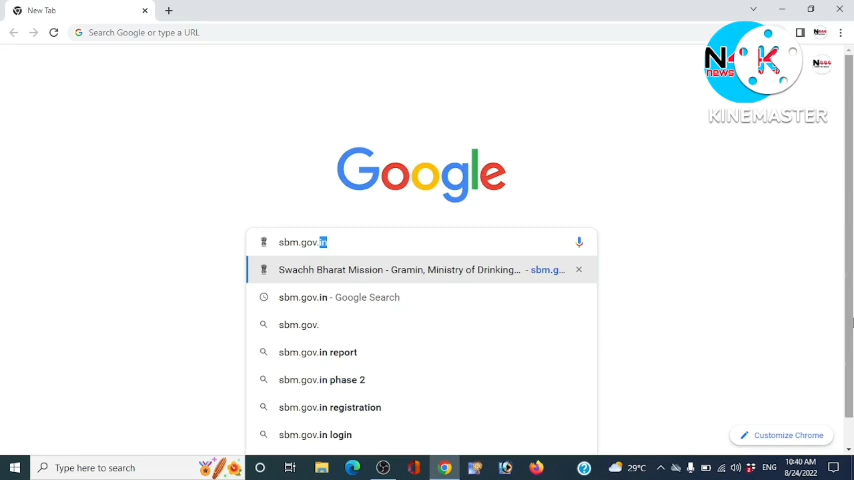 New Tab
Search Google or type a URL
N
news
K
KINEMASTER
Google
sbm.gov.in
Swachh Bharat Mission - Gramin, Ministry of Drinking... - sbm.g...
sbm.gov.in - Google Search
sbm.gov.
sbm.gov.in report
sbm.gov.in phase 2
sbm.gov.in registration
sbm.gov.in login
Customize Chrome
Type here to search
29°C
ENG
10:40 AM
8/24/2022